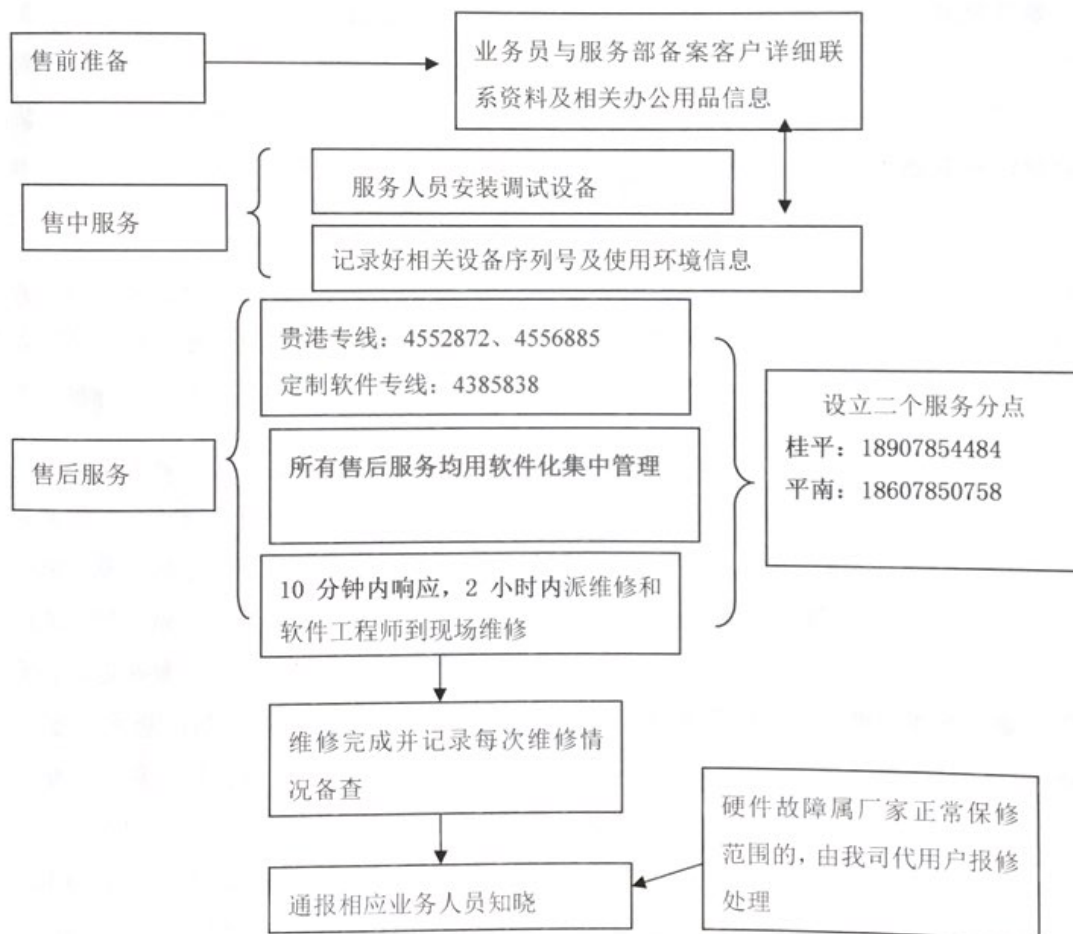 售前准备
业务员与服务部备案客户详细联
系资料及相关办公用品信息
服务人员安装调试设备
售中服务
记录好相关设备序列号及使用环境信息
贵港专线：4552872、4556885
定制软件专线：4385838
设立二个服务分点
桂平：18907854484
平南：18607850758
售后服务
所有售后服务均用软件化集中管理
10 分钟内响应，2 小时内派维修和
软件工程师到现场维修
维修完成并记录每次维修情
况备查
硬件故障属厂家正常保修
范围的，由我司代用户报修
处理
通报相应业务人员知晓